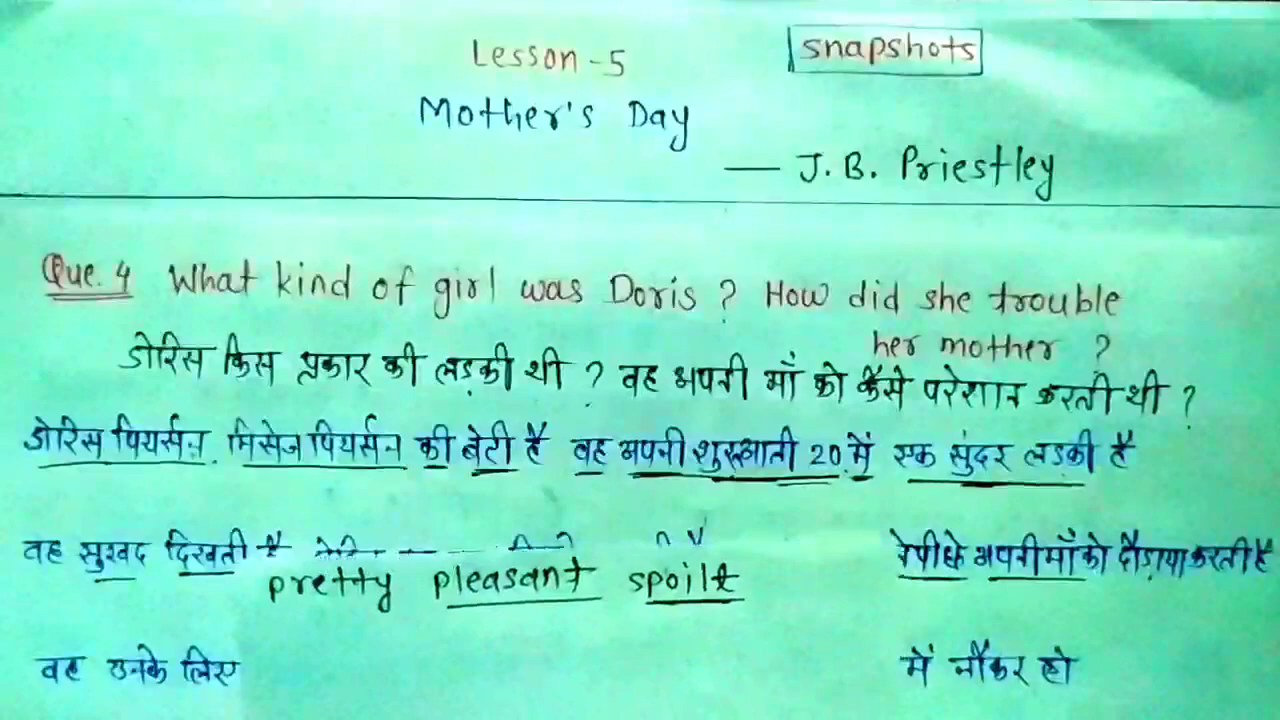 Lesson-5
snapshots
Mother's Day
— J. B. Priestley
Que. 4 What kind of girl was Doris ? How did she trouble
her mother ?
डोरिस किस प्रकार की लड़की थी ? वह अपनी माँ को कैसे परेशान करती थी ?
डोरिस पियर्सन मिसेज पियर्सन की बेटी है वह अपनी शुरुआती 20 में एक सुंदर लड़की है
वह सुखद दिखती है पीछे अपनी माँ को दौड़ाया करती है
pretty pleasant spoilt
वह उनके लिए में नौकर हो